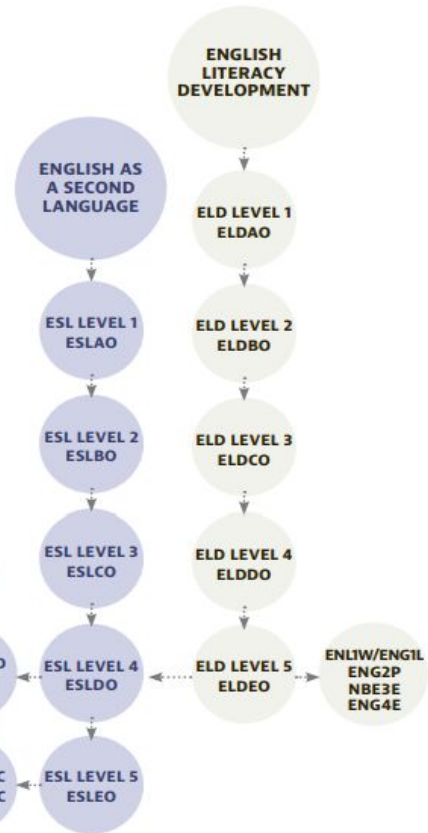 ENGLISH
LITERACY
DEVELOPMENT
ENGLISH AS
A SECOND
LANGUAGE
ELD LEVEL 1
ELDAO
ESL LEVEL 1
ESLAO
ELD LEVEL 2
ELDBO
ESL LEVEL 2
ESLBO
ELD LEVEL 3
ELDCO
ESL LEVEL 3
ESLCO
ELD LEVEL 4
ELDDO
ESL LEVEL 4
ESLDO
ELD LEVEL 5
ELDEO
ENL1W/ENG1L
ENG2P
NBE3E
ENG4E
ESL LEVEL 5
ESLEO